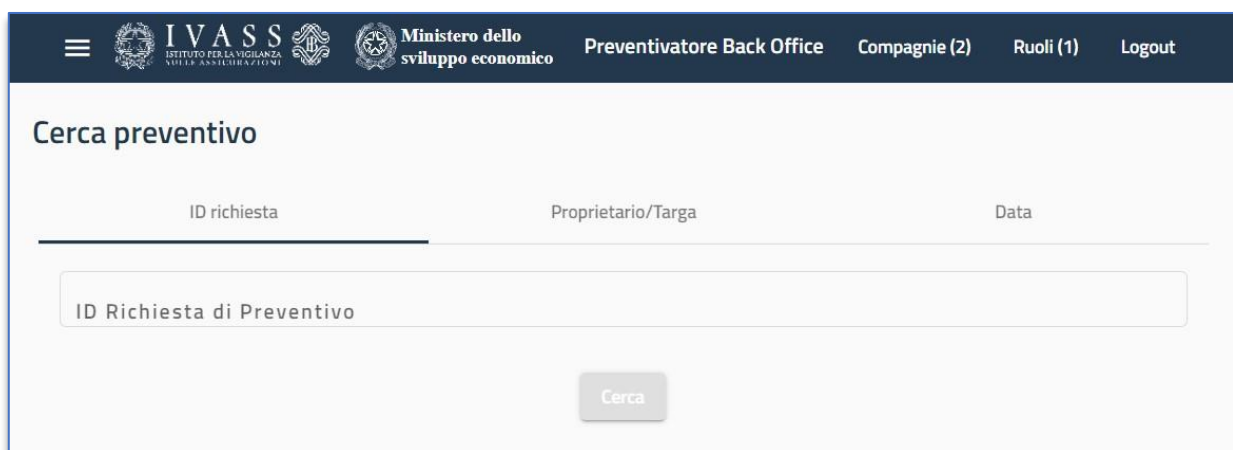 IVASS
ISTITUTO PER LA VIGILANZA
SULLE ASSICURAZIONI
Ministero dello
sviluppo economico
Preventivatore Back Office
Compagnie (2)
Ruoli (1)
Logout
Cerca preventivo
ID richiesta
Proprietario/Targa
Data
ID Richiesta di Preventivo
Cerca